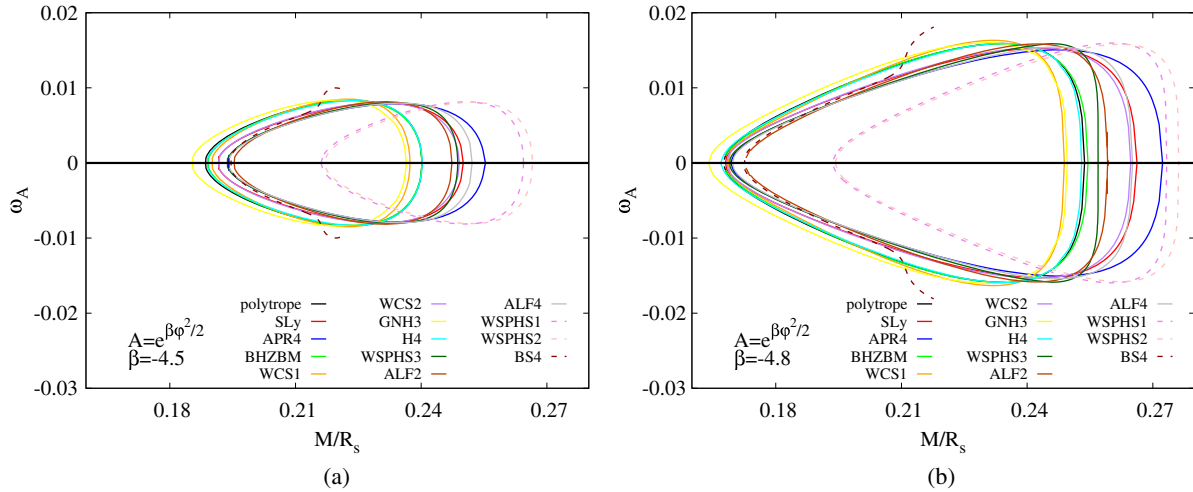 0.02
0.01
0
-0.01
-0.02
-0.03
ω_A
polytrope
SLy
APR4
BHZBM
WCS1
WCS2
GNH3
H4
WSPHS3
ALF2
ALF4
WSPHS1
WSPHS2
BS4
A=e^{βφ²/2}
β=-4.5
0.18 0.21 0.24 0.27
M/R_s
(a)
0.02
0.01
0
-0.01
-0.02
-0.03
ω_A
polytrope
SLy
APR4
BHZBM
WCS1
WCS2
GNH3
H4
WSPHS3
ALF2
ALF4
WSPHS1
WSPHS2
BS4
A=e^{βφ²/2}
β=-4.8
0.18 0.21 0.24 0.27
M/R_s
(b)